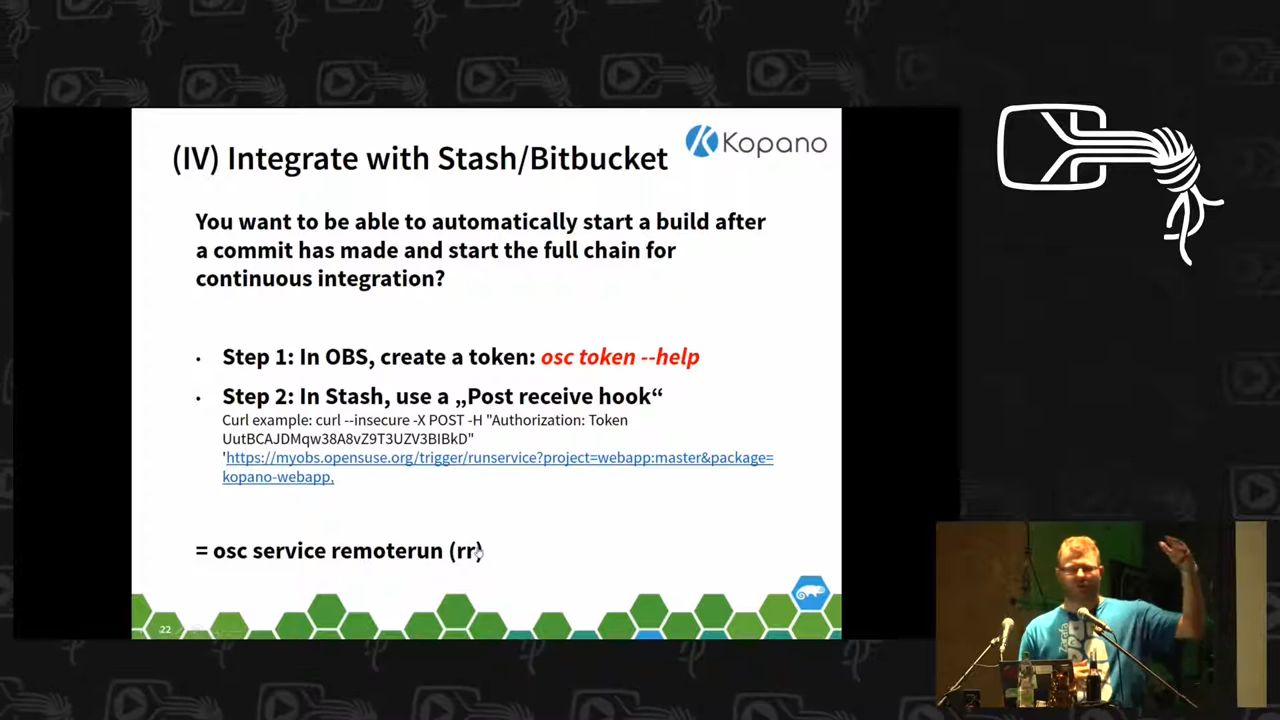 (IV) Integrate with Stash/Bitbucket
Kopano
You want to be able to automatically start a build after
a commit has made and start the full chain for
continuous integration?
• Step 1: In OBS, create a token: osc token --help
• Step 2: In Stash, use a „Post receive hook“
Curl example: curl --insecure -X POST -H "Authorization: Token
UutBCAJDMqw38A8vZ9T3UZV3BIBkD"
'https://myobs.opensuse.org/trigger/runservice?project=webapp:master&package=
kopano-webapp,
= osc service remoterun (rr)
22